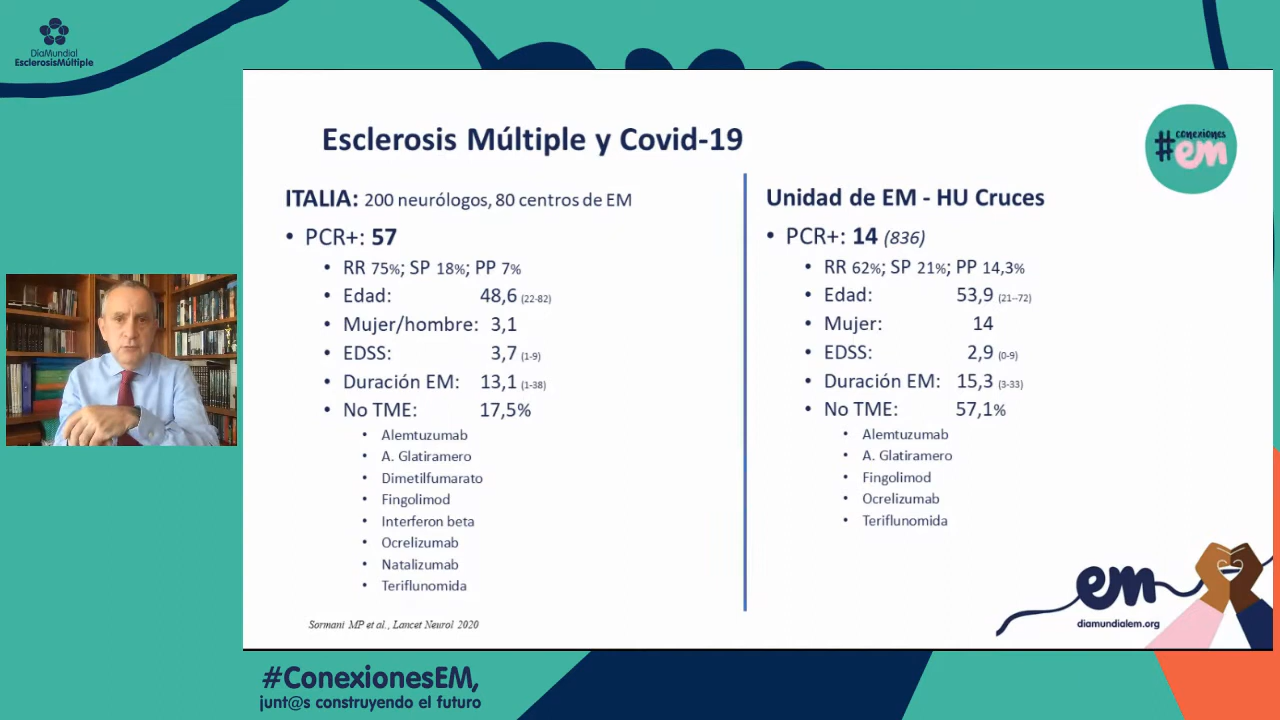 DíaMundial
EsclerosisMúltiple
Esclerosis Múltiple y Covid-19
#conexiones
em
ITALIA: 200 neurólogos, 80 centros de EM
• PCR+: 57
• RR 75%; SP 18%; PP 7%
• Edad: 48,6 (22-82)
• Mujer/hombre: 3,1
• EDSS: 3,7 (1-9)
• Duración EM: 13,1 (1-38)
• No TME: 17,5%
• Alemtuzumab
• A. Glatiramero
• Dimetilfumarato
• Fingolimod
• Interferon beta
• Ocrelizumab
• Natalizumab
• Teriflunomida
Sormani MP et al., Lancet Neurol 2020
Unidad de EM - HU Cruces
• PCR+: 14 (836)
• RR 62%; SP 21%; PP 14,3%
• Edad: 53,9 (21--72)
• Mujer: 14
• EDSS: 2,9 (0-9)
• Duración EM: 15,3 (3-33)
• No TME: 57,1%
• Alemtuzumab
• A. Glatiramero
• Fingolimod
• Ocrelizumab
• Teriflunomida
em
diamundialem.org
#ConexionesEM,
junt@s construyendo el futuro